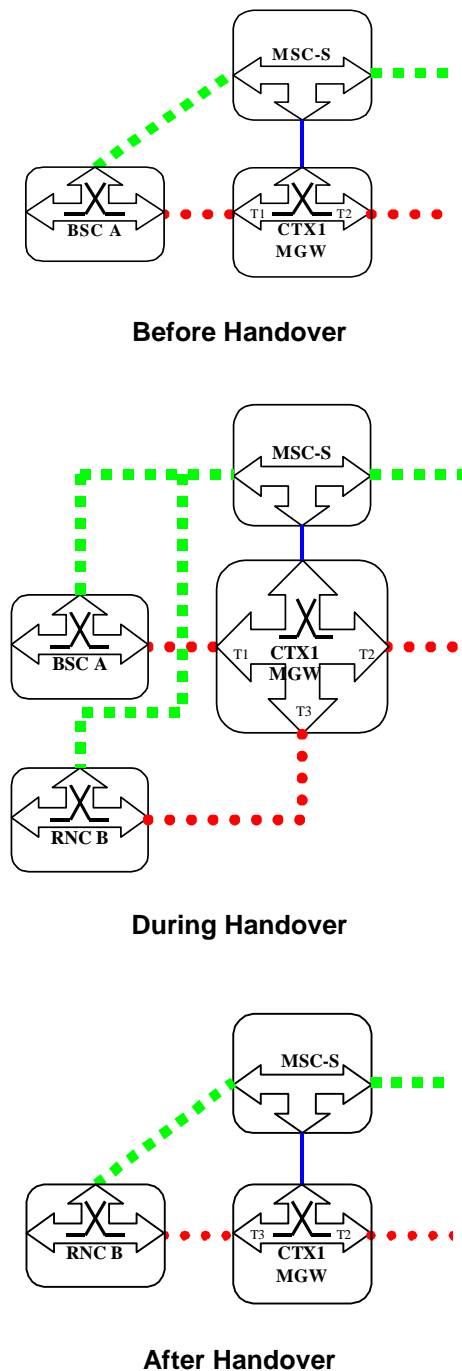 MSC-S
BSC A
T1
T2
CTX1
MGW
Before Handover
MSC-S
BSC A
T1
CTX1
T2
MGW
T3
RNC B
During Handover
MSC-S
RNC B
T3
T2
CTX1
MGW
After Handover